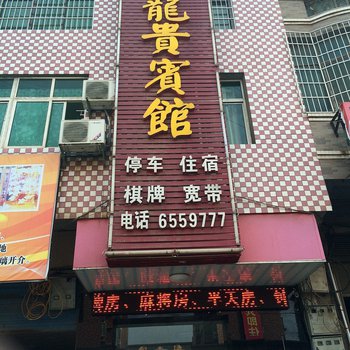 龍貴賓館
停车 住宿
棋牌 宽带
电话 6559777
房、麻将房、半天房、